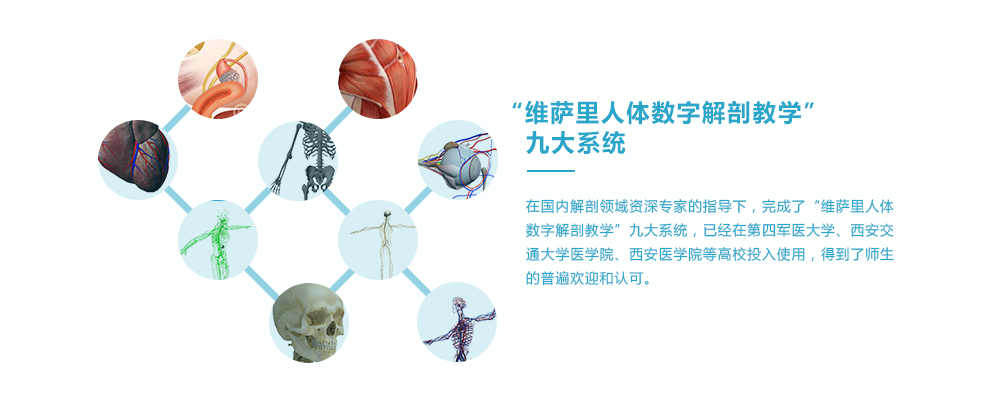 “维萨里人体数字解剖教学”
九大系统
在国内解剖领域资深专家的指导下，完成了“维萨里人体
数字解剖教学”九大系统，已经在第四军医大学、西安交
通大学医学院、西安医学院等高校投入使用，得到了师生
的普遍欢迎和认可。